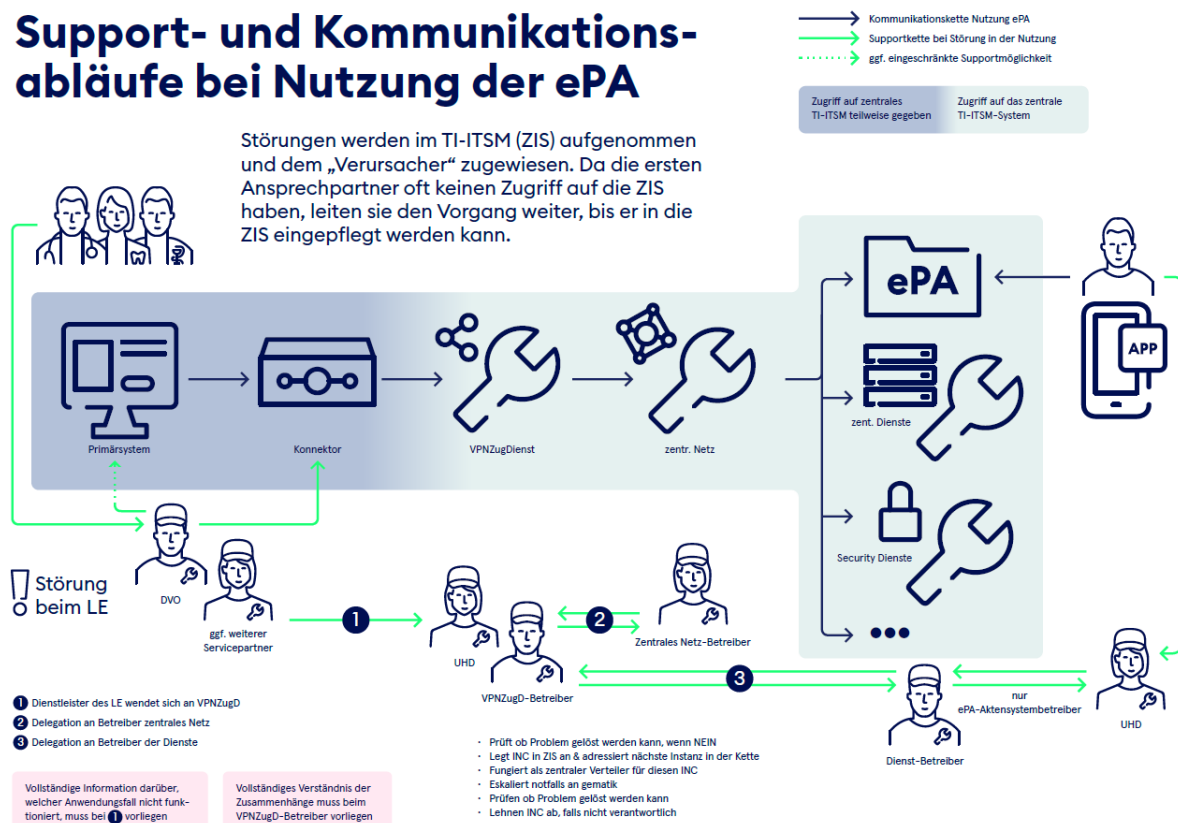 Support- und Kommunikations-
abläufe bei Nutzung der ePA
Kommunikationskette Nutzung ePA
Supportkette bei Störung in der Nutzung
ggf. eingeschränkte Supportmöglichkeit
Zugriff auf zentrales
TI-ITSM teilweise gegeben
Zugriff auf das zentrale
TI-ITSM-System
Störungen werden im TI-ITSM (ZIS) aufgenommen
und dem „Verursacher“ zugewiesen. Da die ersten
Ansprechpartner oft keinen Zugriff auf die ZIS
haben, leiten sie den Vorgang weiter, bis er in die
ZIS eingepflegt werden kann.
ePA
APP
Primärsystem
Konnektor
VPNZugDienst
zentr. Netz
zent. Dienste
Security Dienste
Störung
beim LE
DVO
ggf. weiterer
Servicepartner
1
UHD
VPNZugD-Betreiber
2
Zentrales Netz-Betreiber
3
Dienst-Betreiber
nur
ePA-Aktensystembetreiber
UHD
1 Dienstleister des LE wendet sich an VPNZugD
2 Delegation an Betreiber zentrales Netz
3 Delegation an Betreiber der Dienste
· Prüft ob Problem gelöst werden kann, wenn NEIN
· Legt INC in ZIS an & adressiert nächste Instanz in der Kette
· Fungiert als zentraler Verteiler für diesen INC
· Eskaliert notfalls an gematik
· Prüfen ob Problem gelöst werden kann
· Lehnen INC ab, falls nicht verantwortlich
Vollständige Information darüber,
welcher Anwendungsfall nicht funk-
tioniert, muss bei 1 vorliegen
Vollständiges Verständnis der
Zusammenhänge muss beim
VPNZugD-Betreiber vorliegen